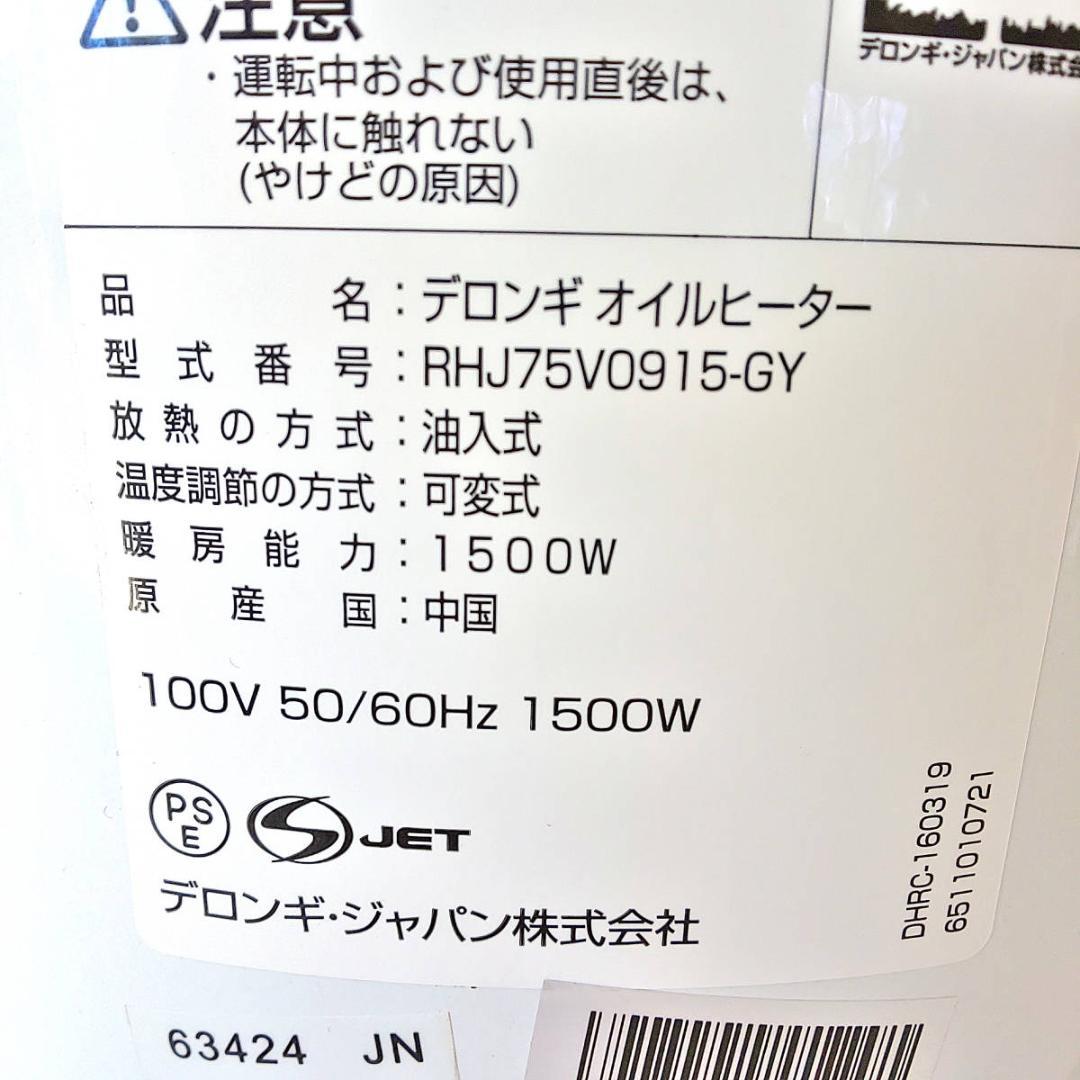 注意
・運転中および使用直後は、
本体に触れない
(やけどの原因)
デロンギ・ジャパン株式会
品名：デロンギ オイルヒーター
型式番号：RHJ75V0915-GY
放熱の方式：油入式
温度調節の方式：可変式
暖房能力：1500W
原産国：中国
100V 50/60Hz 1500W
PS
E
JET
デロンギ・ジャパン株式会社
DHRC-160319
6511010721
63424 JN